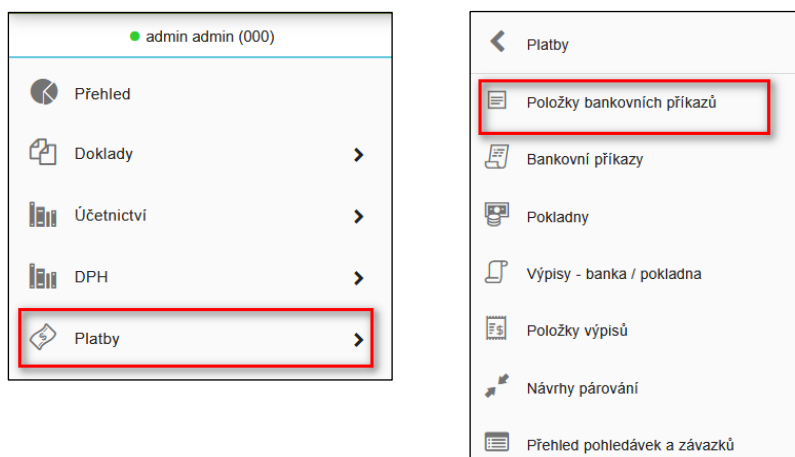 admin admin (000)
Přehled
Doklady
Účetnictví
DPH
Platby
Platby
Položky bankovních příkazů
Bankovní příkazy
Pokladny
Výpisy - banka / pokladna
Položky výpisů
Návrhy párování
Přehled pohledávek a závazků